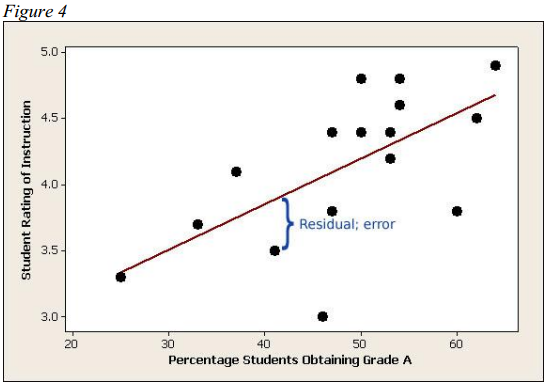 Figure 4
5.0
4.5
4.0
3.5
3.0
Student Rating of Instruction
Residual; error
20 30 40 50 60
Percentage Students Obtaining Grade A